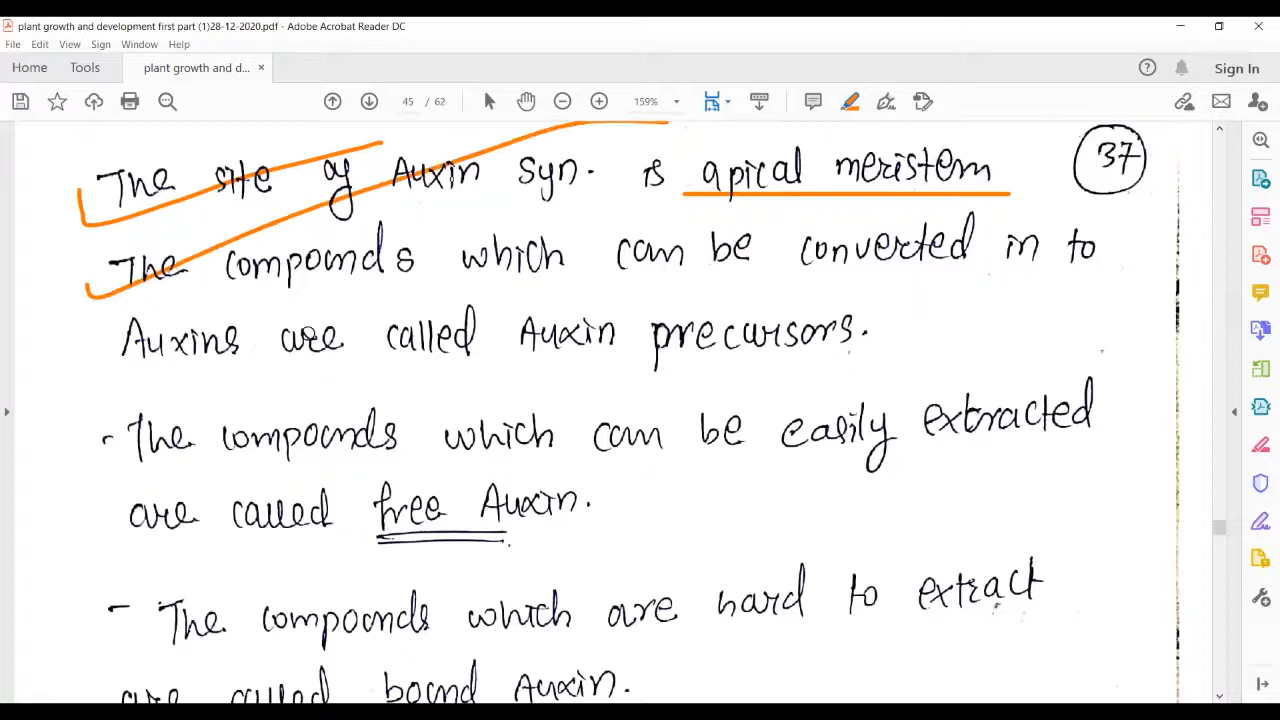 plant growth and development first part (1)28-12-2020.pdf - Adobe Acrobat Reader DC
File Edit View Sign Window Help
Home Tools plant growth and d... × Sign In
45 / 62 159%
The site of Auxin syn. is apical meristem 37
The compounds which can be converted in to
Auxins are called Auxin precursors.
- The compounds which can be easily extracted
are called free Auxin.
- The compounds which are hard to extract
are called bound Auxin.